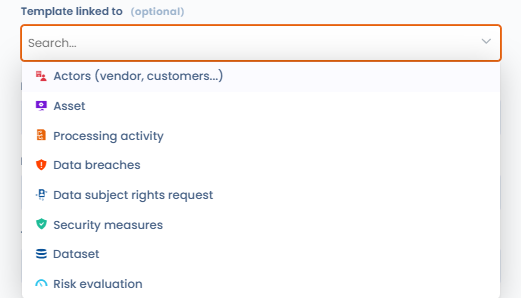 Template linked to (optional)
Search...
Actors (vendor, customers...)
Asset
Processing activity
Data breaches
Data subject rights request
Security measures
Dataset
Risk evaluation